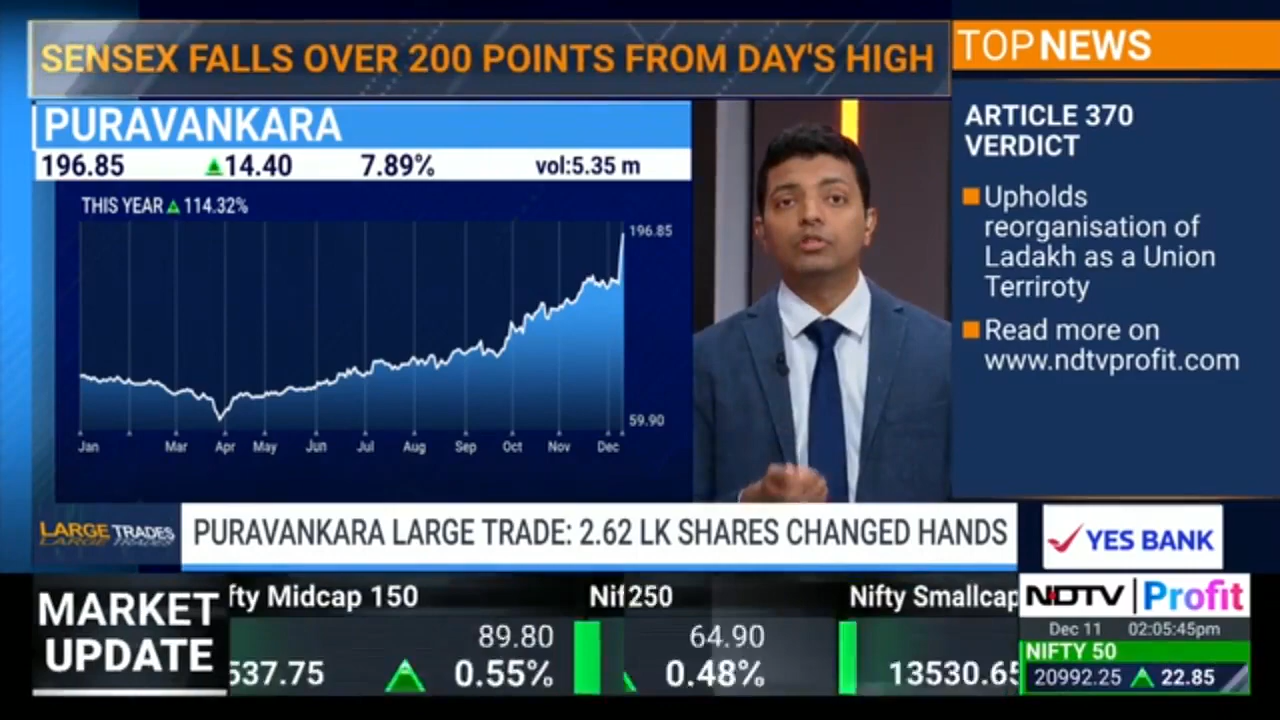 SENSEX FALLS OVER 200 POINTS FROM DAY'S HIGH
TOP NEWS
PURAVANKARA
196.85 14.40 7.89% vol:5.35 m
THIS YEAR 114.32%
196.85
59.90
Jan Mar Apr May Jun Jul Aug Sep Oct Nov Dec
ARTICLE 370
VERDICT
Upholds
reorganisation of
Ladakh as a Union
Terriroty
Read more on
www.ndtvprofit.com
LARGE TRADES
PURAVANKARA LARGE TRADE: 2.62 LK SHARES CHANGED HANDS
YES BANK
MARKET
UPDATE
fty Midcap 150
89.80
537.75 0.55%
Nif250
64.90
0.48%
Nifty Smallcap
13530.65
NDTV Profit
Dec 11 02:05:45pm
NIFTY 50
20992.25 22.85